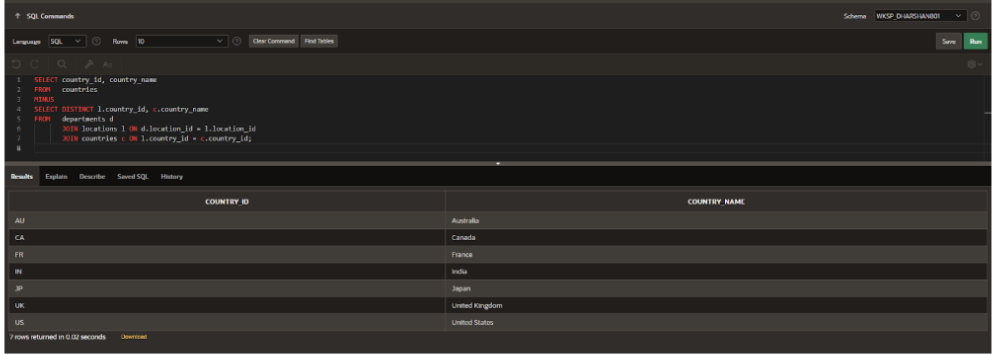 ↑ SQL Commands Schema WKSP_DHARSHAN801
Language SQL Rows 10 Clear Command Find Tables Save Run
1 SELECT country_id, country_name
2 FROM countries
3 MINUS
4 SELECT DISTINCT l.country_id, c.country_name
5 FROM departments d
6 JOIN locations l ON d.location_id = l.location_id
7 JOIN countries c ON l.country_id = c.country_id;
8
Results Explain Describe Saved SQL History
COUNTRY_ID COUNTRY_NAME
AU Australia
CA Canada
FR France
IN India
JP Japan
UK United Kingdom
US United States
7 rows returned in 0.02 seconds Download